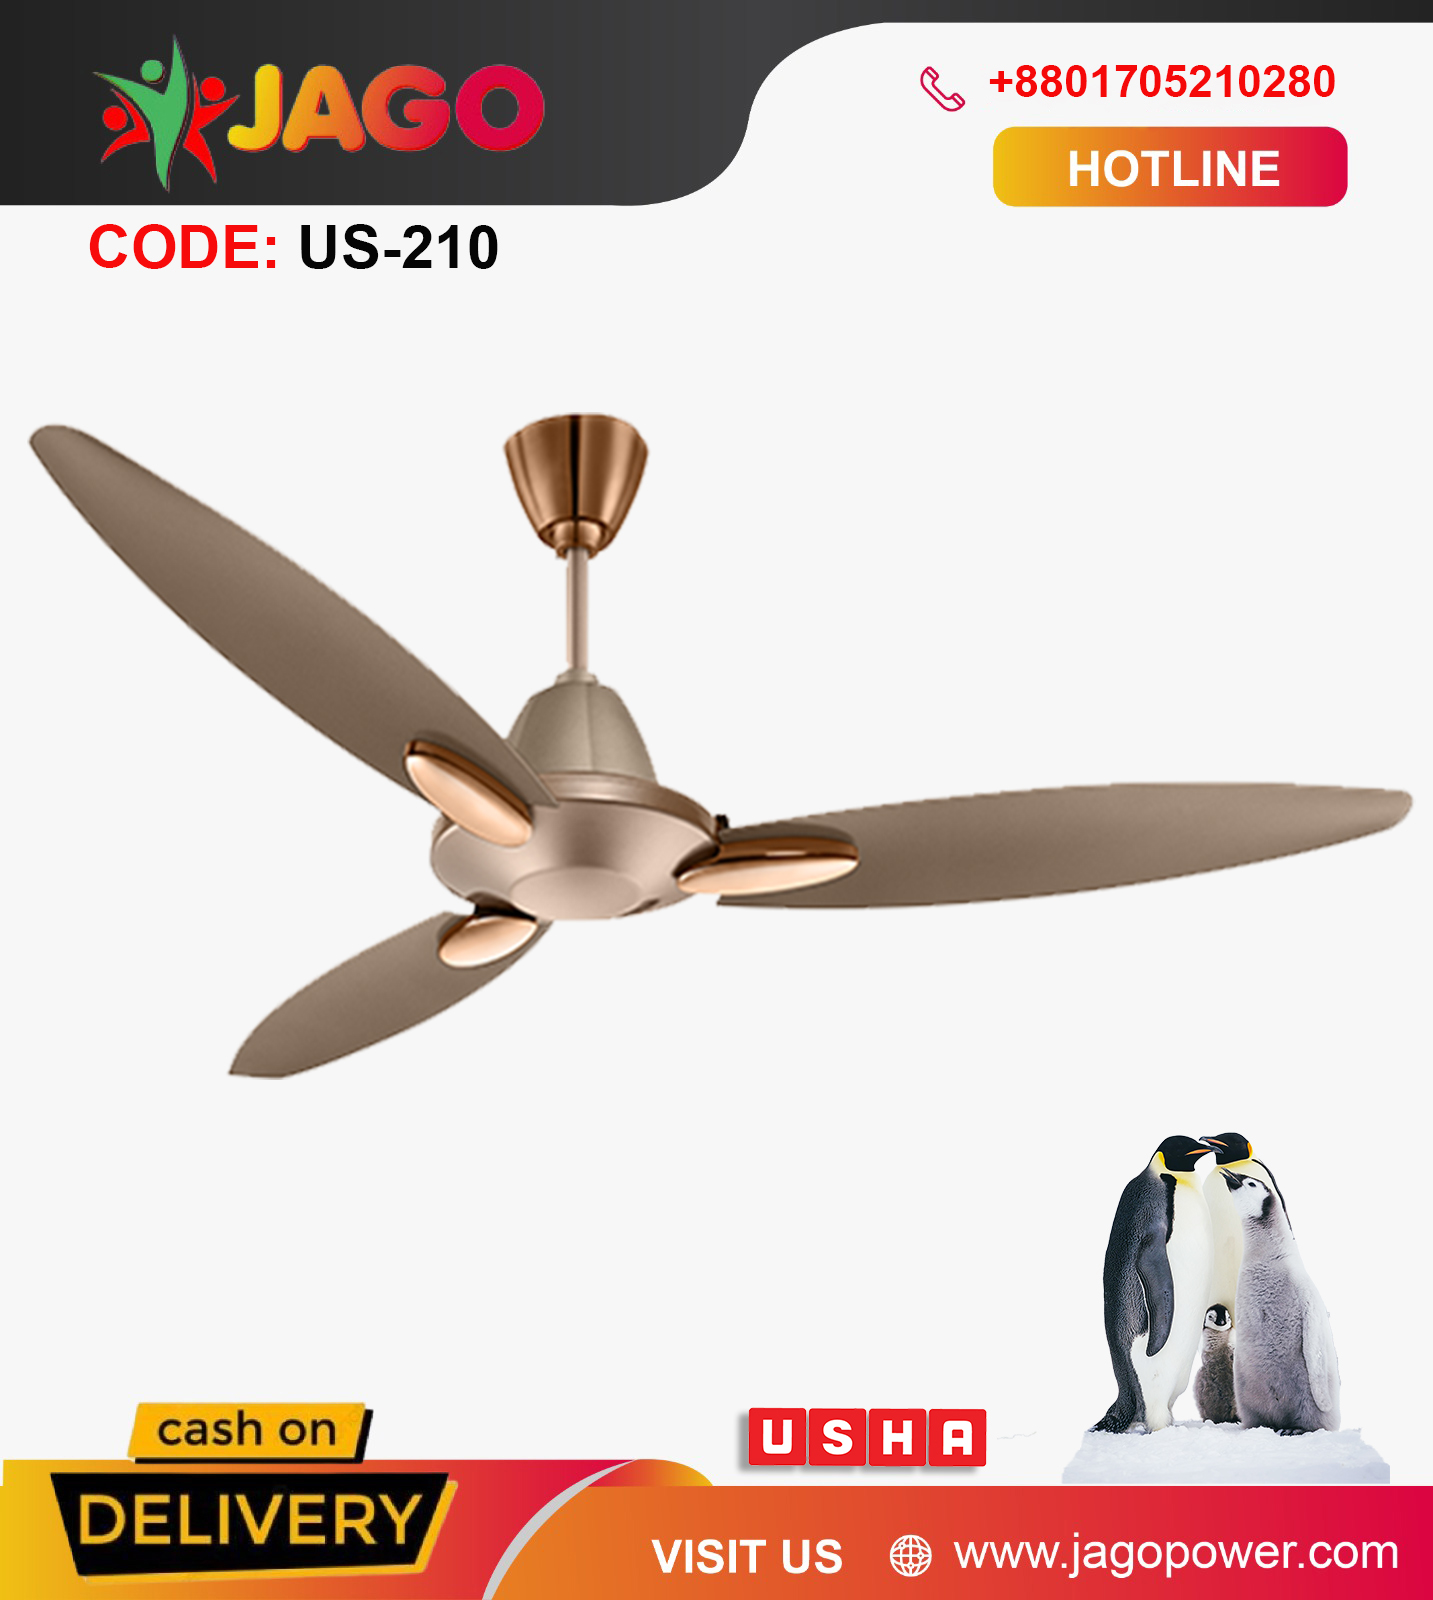 JAGO
+8801705210280
HOTLINE
CODE: US-210
cash on
DELIVERY
USHA
VISIT US
www.jagopower.com